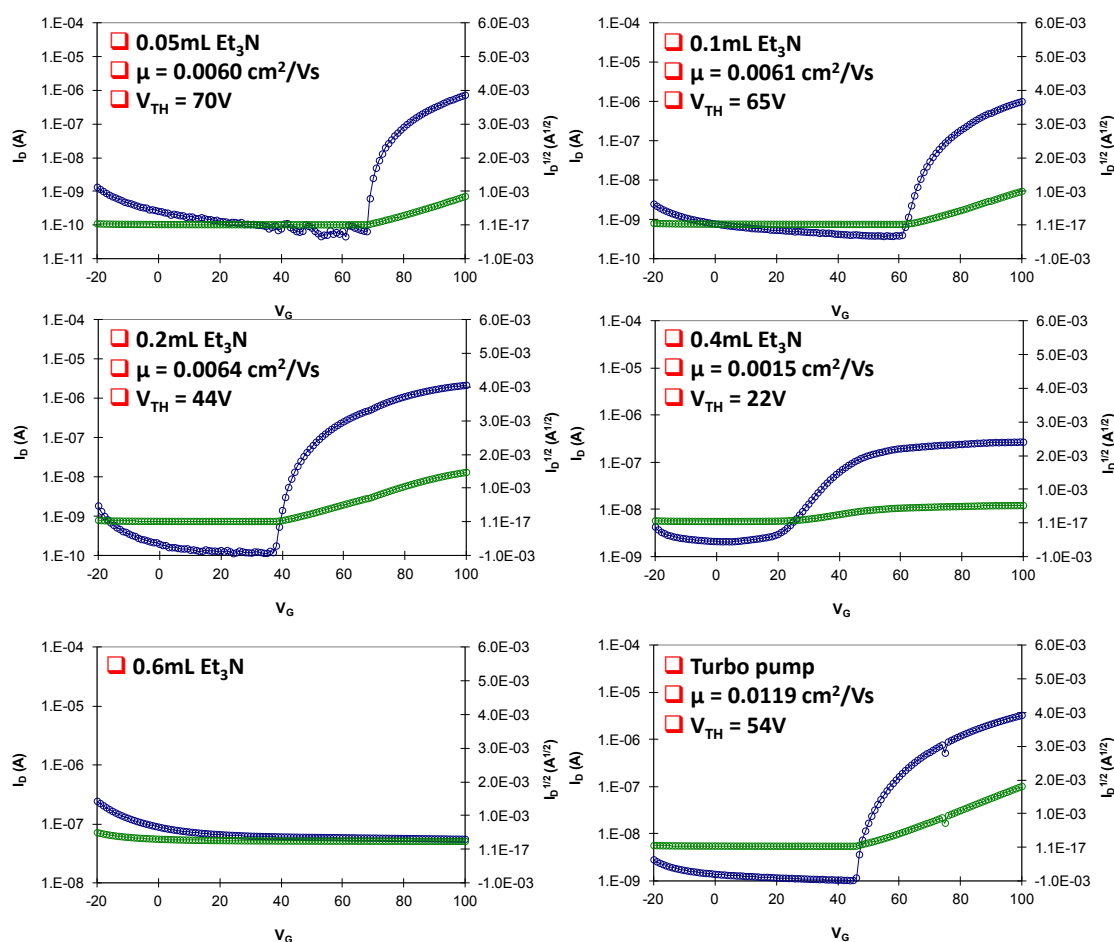 0.05mL Et₃N
μ = 0.0060 cm²/Vs
V_TH = 70V
1.E-04
1.E-05
1.E-06
1.E-07
1.E-08
1.E-09
1.E-10
1.E-11
I_D (A)
6.0E-03
5.0E-03
4.0E-03
3.0E-03
2.0E-03
1.0E-03
1.1E-17
-1.0E-03
I_D^1/2 (A^1/2)
-20 0 20 40 60 80 100
V_G
0.1mL Et₃N
μ = 0.0061 cm²/Vs
V_TH = 65V
1.E-04
1.E-05
1.E-06
1.E-07
1.E-08
1.E-09
1.E-10
I_D (A)
6.0E-03
5.0E-03
4.0E-03
3.0E-03
2.0E-03
1.0E-03
1.1E-17
-1.0E-03
I_D^1/2 (A^1/2)
-20 0 20 40 60 80 100
V_G
0.2mL Et₃N
μ = 0.0064 cm²/Vs
V_TH = 44V
1.E-04
1.E-05
1.E-06
1.E-07
1.E-08
1.E-09
1.E-10
I_D (A)
6.0E-03
5.0E-03
4.0E-03
3.0E-03
2.0E-03
1.0E-03
1.1E-17
-1.0E-03
I_D^1/2 (A^1/2)
-20 0 20 40 60 80 100
V_G
0.4mL Et₃N
μ = 0.0015 cm²/Vs
V_TH = 22V
1.E-04
1.E-05
1.E-06
1.E-07
1.E-08
1.E-09
I_D (A)
6.0E-03
5.0E-03
4.0E-03
3.0E-03
2.0E-03
1.0E-03
1.1E-17
-1.0E-03
I_D^1/2 (A^1/2)
-20 0 20 40 60 80 100
V_G
0.6mL Et₃N
1.E-04
1.E-05
1.E-06
1.E-07
1.E-08
I_D (A)
6.0E-03
5.0E-03
4.0E-03
3.0E-03
2.0E-03
1.0E-03
1.1E-17
-1.0E-03
I_D^1/2 (A^1/2)
-20 0 20 40 60 80 100
V_G
Turbo pump
μ = 0.0119 cm²/Vs
V_TH = 54V
1.E-04
1.E-05
1.E-06
1.E-07
1.E-08
1.E-09
I_D (A)
6.0E-03
5.0E-03
4.0E-03
3.0E-03
2.0E-03
1.0E-03
1.1E-17
-1.0E-03
I_D^1/2 (A^1/2)
-20 0 20 40 60 80 100
V_G